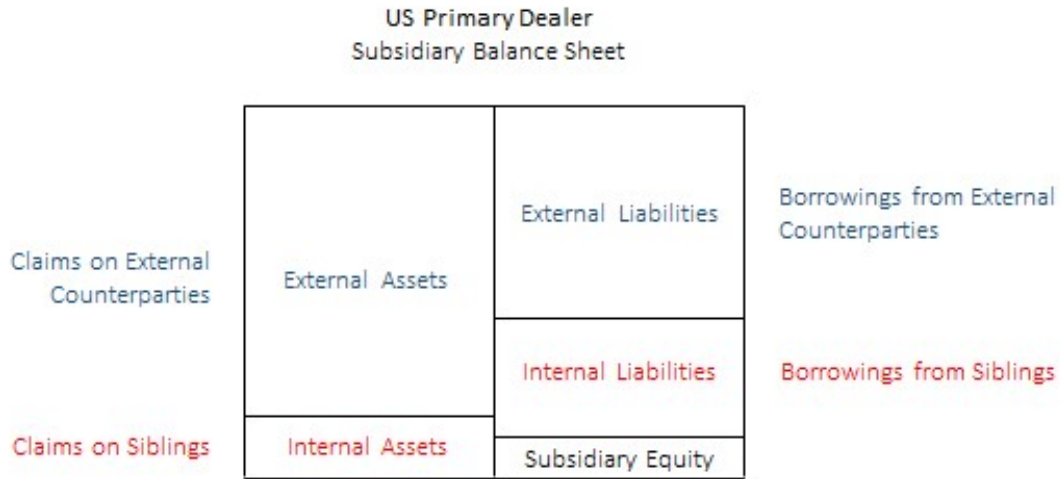 US Primary Dealer
Subsidiary Balance Sheet
External Liabilities
Borrowings from External
Counterparties
Claims on External
Counterparties
External Assets
Internal Liabilities
Borrowings from Siblings
Claims on Siblings
Internal Assets
Subsidiary Equity